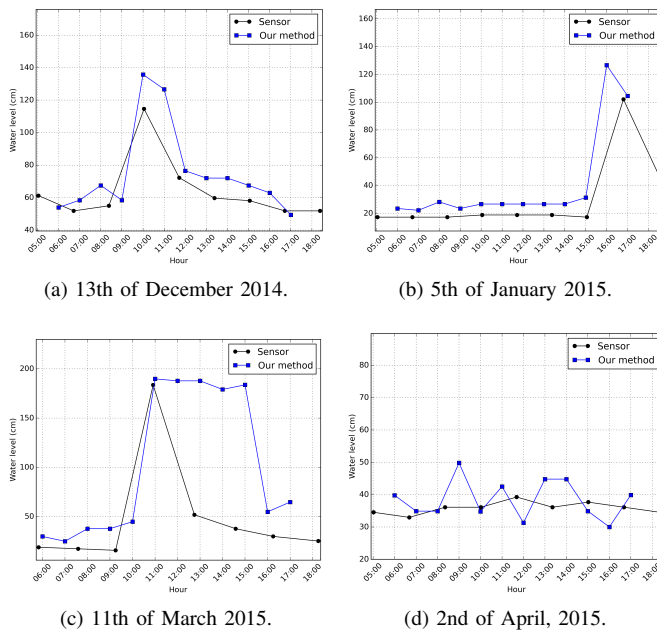 Sensor
Our method
Water level (cm)
160
140
120
100
80
60
40
05:00 06:00 07:00 08:00 09:00 10:00 11:00 12:00 13:00 14:00 15:00 16:00 17:00 18:00
Hour
(a) 13th of December 2014.
Sensor
Our method
Water level (cm)
160
140
120
100
80
60
40
20
05:00 06:00 07:00 08:00 09:00 10:00 11:00 12:00 13:00 14:00 15:00 16:00 17:00 18:00
Hour
(b) 5th of January 2015.
Sensor
Our method
Water level (cm)
200
150
100
50
06:00 07:00 08:00 09:00 10:00 11:00 12:00 13:00 14:00 15:00 16:00 17:00 18:00
Hour
(c) 11th of March 2015.
Sensor
Our method
Water level (cm)
80
70
60
50
40
30
20
05:00 06:00 07:00 08:00 09:00 10:00 11:00 12:00 13:00 14:00 15:00 16:00 17:00 18:00
Hour
(d) 2nd of April, 2015.